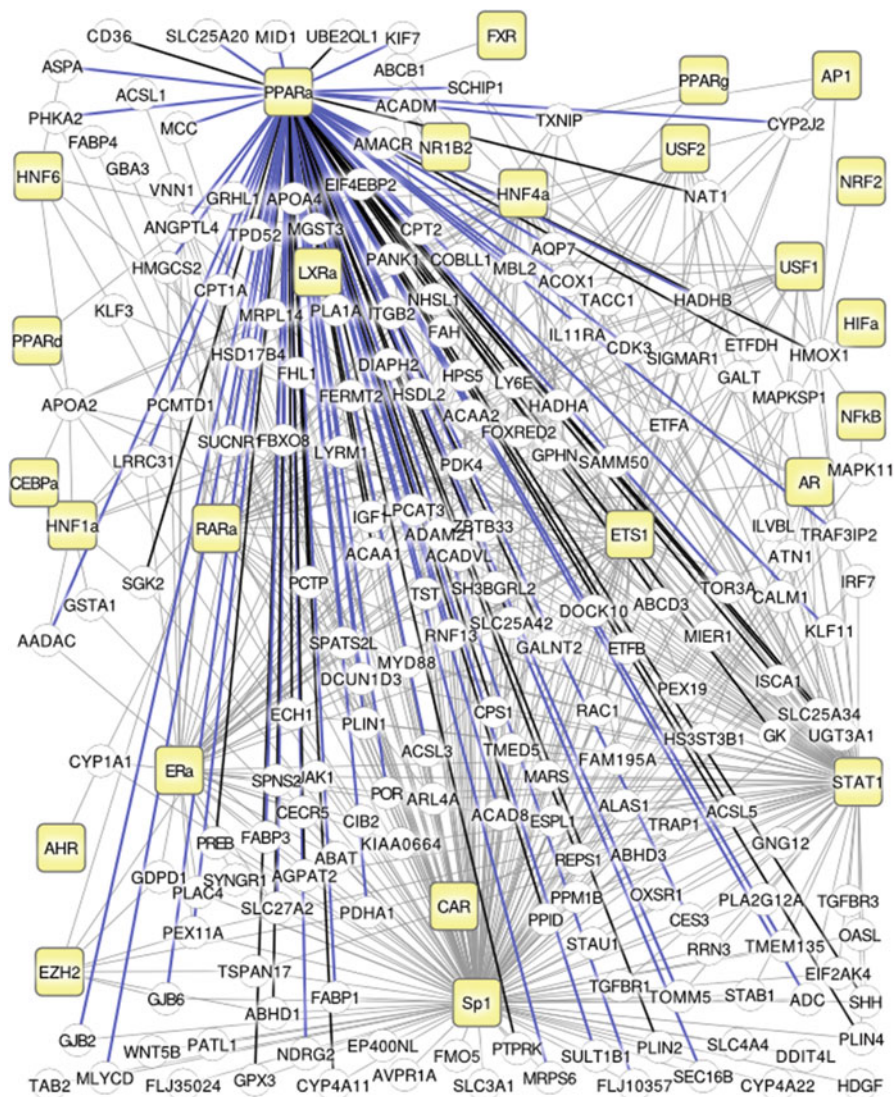 CD36
SLC25A20
MID1
UBE2QL1
KIF7
FXR
ASPA
ABCB1
PPARa
SCHIP1
PPARg
AP1
ACSL1
ACADM
PHKA2
MCC
TXNIP
CYP2J2
FABP4
AMACR
NR1B2
USF2
GBA3
HNF6
VNN1
GRHL1
APOA4
EIF4EBP2
HNF4a
NAT1
NRF2
ANGPTL4
TPD52
MGST3
CPT2
AQP7
HMGCS2
LXRa
PANK1
COBLL1
MBL2
ACOX1
USF1
CPT1A
NHSL1
TACC1
HADHB
KLF3
MRPL14
PLA1A
ITGB2
FAH
IL11RA
CDK3
SIGMAR1
ETFDH
HIFa
PPARd
HSD17B4
FHL1
DIAPH2
HPS5
LY6E
GALT
HMOX1
APOA2
PCMTD1
FERMT2
HSDL2
ACAA2
HADHA
MAPKSP1
NFkB
SUCNR1
FBXO8
FOXRED2
ETFA
LRRC31
LYRM1
PDK4
GPHN
SAMM50
CEBPa
AR
MAPK11
HNF1a
RARa
IGF1
LPCAT3
ZBTB33
ETS1
ILVBL
TRAF3IP2
ADAM21
ACAA1
ACADVL
ATN1
SGK2
PCTP
TST
SH3BGRL2
TOR3A
CALM1
IRF7
GSTA1
DOCK10
ABCD3
AADAC
SPATS2L
RNF13
SLC25A42
MIER1
KLF11
MYD88
GALNT2
ETFB
DCUN1D3
ISCA1
PEX19
ECH1
PLIN1
CPS1
RAC1
SLC25A34
HS3ST3B1
GK
UGT3A1
CYP1A1
ERa
SPNS2
JAK1
ACSL3
TMED5
FAM195A
POR
ARL4A
MARS
STAT1
CECR5
CIB2
ACAD8
ESPL1
ALAS1
ACSL5
AHR
PREB
FABP3
KIAA0664
TRAP1
ABAT
REPS1
ABHD3
GNG12
GDPD1
SYNGR1
AGPAT2
PLAC4
PPM1B
OXSR1
PLA2G12A
TGFBR3
SLC27A2
PDHA1
CAR
PPID
CES3
PEX11A
STAU1
RRN3
TMEM135
OASL
EZH2
TSPAN17
EIF2AK4
GJB6
FABP1
Sp1
TGFBR1
TOMM5
STAB1
ADC
SHH
ABHD1
GJB2
WNT5B
PATL1
NDRG2
EP400NL
FMO5
PTPRK
SULT1B1
PLIN2
SLC4A4
PLIN4
DDIT4L
TAB2
MLYCD
FLJ35024
GPX3
CYP4A11
AVPR1A
SLC3A1
MRPS6
FLJ10357
SEC16B
CYP4A22
HDGF